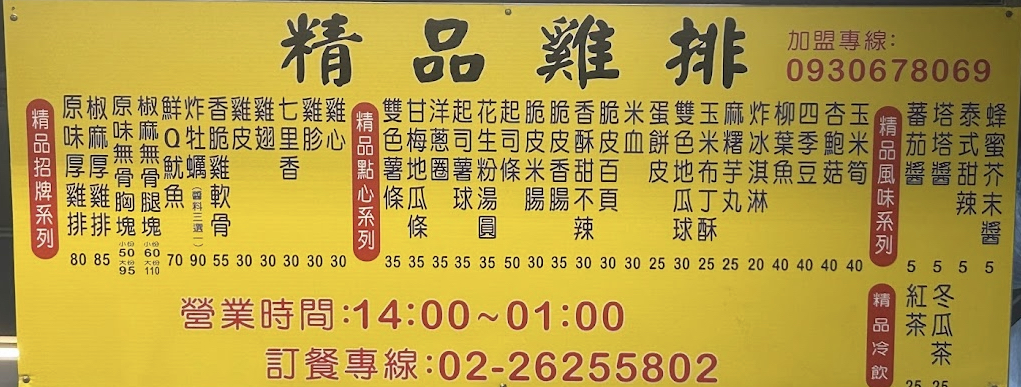 精品雞排
加盟專線:
0930678069
精品招牌系列
原味厚雞排 80
椒麻厚雞排 85
原味無骨胸塊 小份50 大份95
椒麻無骨腿塊 小份60 大份110
鮮Q魷魚 70
炸牡蠣(醬料三選一) 90
香脆雞軟骨 55
雞皮 30
雞翅 30
七里香 30
雞胗 30
雞心 30
精品點心系列
雙色薯條 35
甘梅地瓜條 35
洋蔥圈 35
起司薯球 35
花生粉湯圓 35
起司條 50
脆皮米腸 30
脆皮香腸 35
香酥甜不辣 30
脆皮百頁 30
米血 30
蛋餅皮 25
雙色地瓜球 30
玉米布丁酥 25
麻糬芋丸 25
炸冰淇淋 20
柳葉魚 40
四季豆 40
杏鮑菇 40
玉米筍 40
精品風味系列
蕃茄醬 5
塔塔醬 5
泰式甜辣 5
蜂蜜芥末醬 5
精品冷飲
紅茶 25
冬瓜茶 25
營業時間:14:00~01:00
訂餐專線:02-26255802